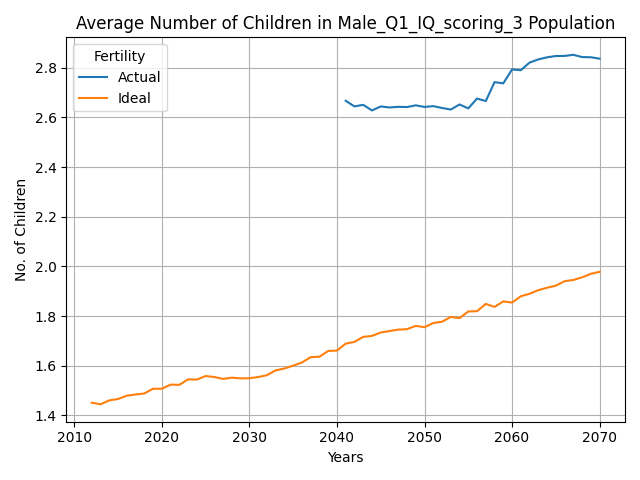 Average Number of Children in Male_Q1_IQ_scoring_3 Population
Fertility
Actual
Ideal
No. of Children
2.8
2.6
2.4
2.2
2.0
1.8
1.6
1.4
2010 2020 2030 2040 2050 2060 2070
Years